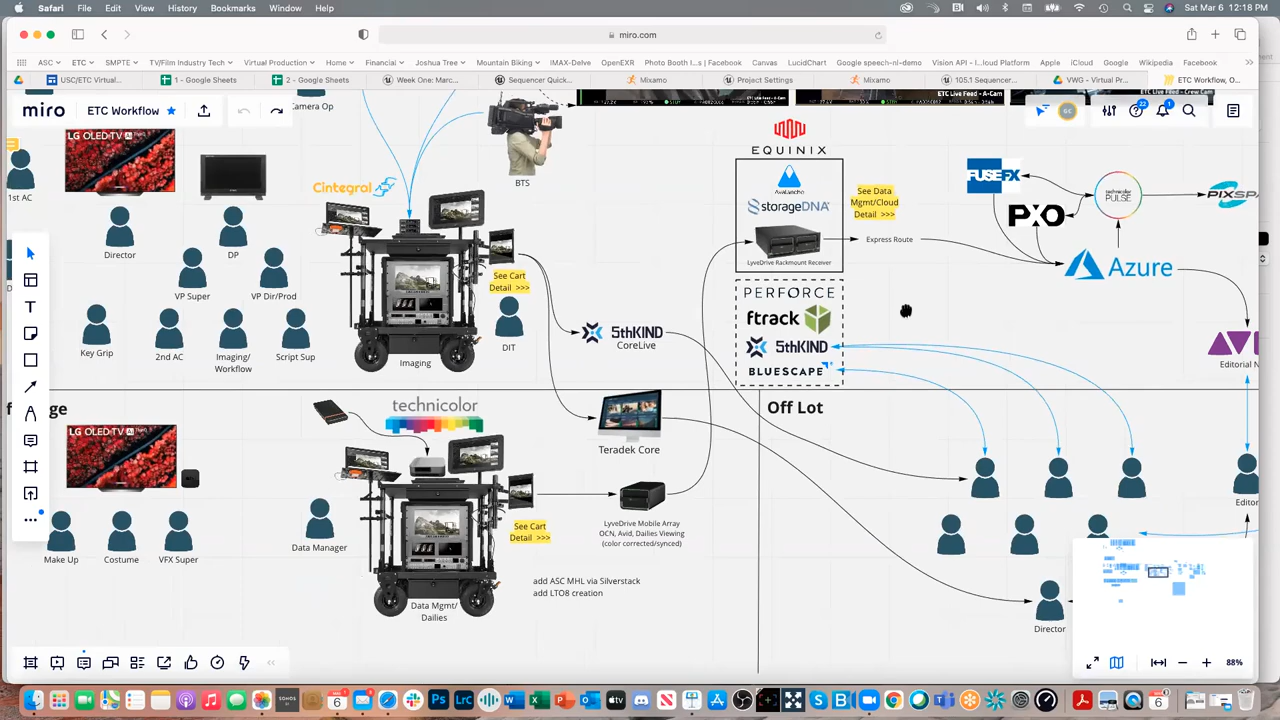 Safari File Edit View History Bookmarks Window Help
Sat Mar 6 12:18 PM
miro.com
ASC ETC SMPTE TV/Film Industry Tech Virtual Production Home Financial Joshua Tree Mountain Biking IMAX-Delve OpenEXR Photo Booth I...s | Facebook Canvas LucidChart Google speech-nl-demo Vision API - I...loud Platform Apple iCloud Google Wikipedia Facebook
USC/ETC Virtual... 1 - Google Sheets 2 - Google Sheets Week One: Marc... Sequencer Quick... Mixamo Project Settings Mixamo 105.1 Sequencer... VWG - Virtual Pr... ETC Workflow, O...
Camera Op
ETC Live Feed - A-Cam
ETC Live Feed - Crew Cam
miro ETC Workflow
GC 22 1
LG OLED TV
EQUINIX
BTS
Cintegral
Avalanche
storageDNA
See Data
Mgmt/Cloud
Detail >>>
FUSEFX
technicolor
PULSE
PIXSPA
PXO
1st AC
Director
DP
Express Route
LyveDrive Rackmount Receiver
Azure
See Cart
Detail >>>
VP Super
VP Dir/Prod
PERFORCE
ftrack
5thKIND
CoreLive
5thKIND
DIT
Key Grip
2nd AC
Imaging/
Workflow
Script Sup
Imaging
BLUESCAPE
Editorial N
technicolor
Off Lot
LG OLED TV
Teradek Core
See Cart
Detail >>>
LyveDrive Mobile Array
OCN, Avid, Dailies Viewing
(color corrected/synced)
Editor
Data Manager
Make Up
Costume
VFX Super
add ASC MHL via Silverstack
add LTO8 creation
Data Mgmt/
Dailies
Director
88%